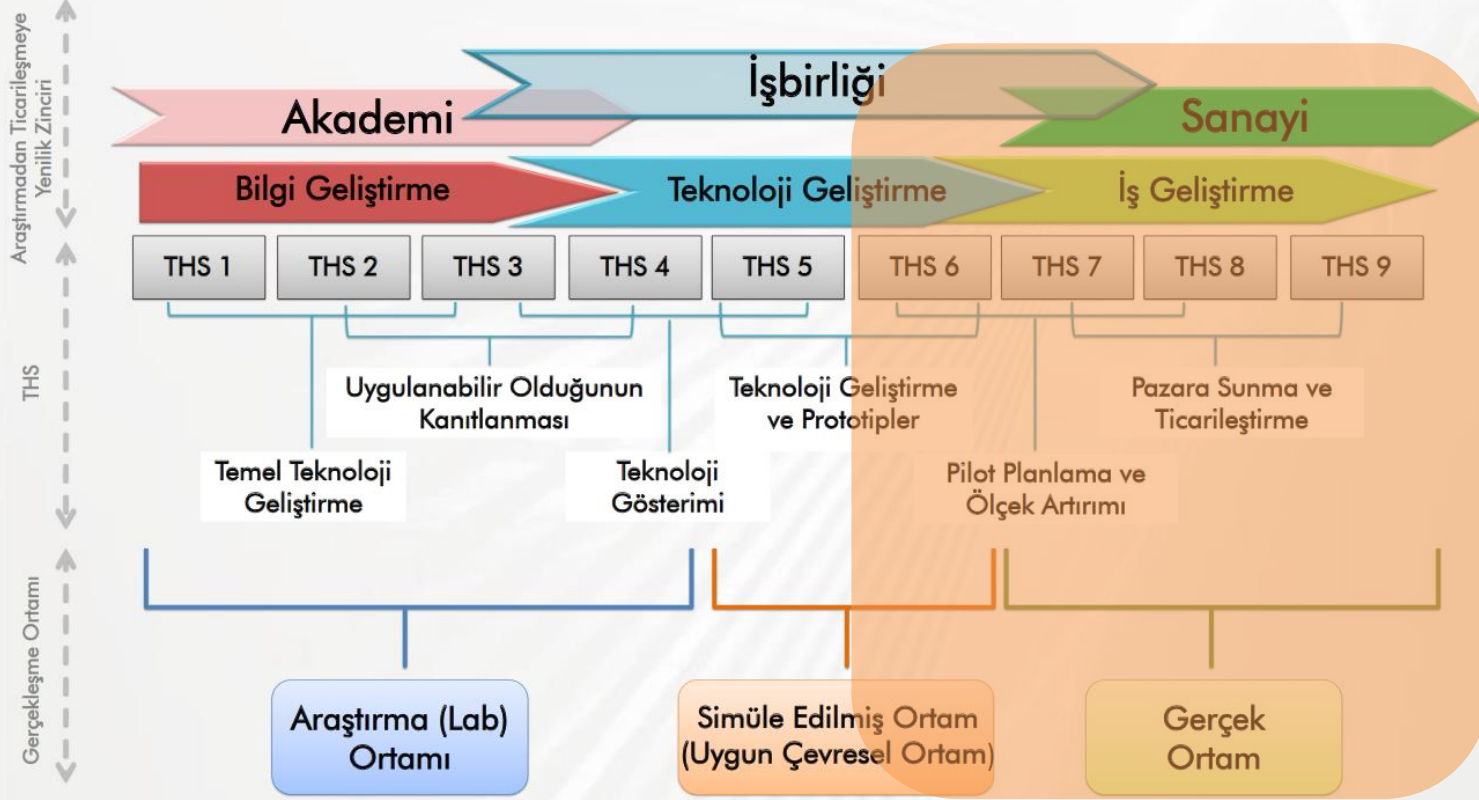 Araştırmadan Ticarileşmeye
Yenilik Zinciri
İşbirliği
Akademi
Sanayi
Bilgi Geliştirme
Teknoloji Geliştirme
İş Geliştirme
THS
THS 1
THS 2
THS 3
THS 4
THS 5
THS 6
THS 7
THS 8
THS 9
Uygulanabilir Olduğunun
Kanıtlanması
Teknoloji Geliştirme
ve Prototipler
Pazara Sunma ve
Ticarileştirme
Temel Teknoloji
Geliştirme
Teknoloji
Gösterimi
Pilot Planlama ve
Ölçek Artırımı
Gerçekleşme Ortamı
Araştırma (Lab)
Ortamı
Simüle Edilmiş Ortam
(Uygun Çevresel Ortam)
Gerçek
Ortam